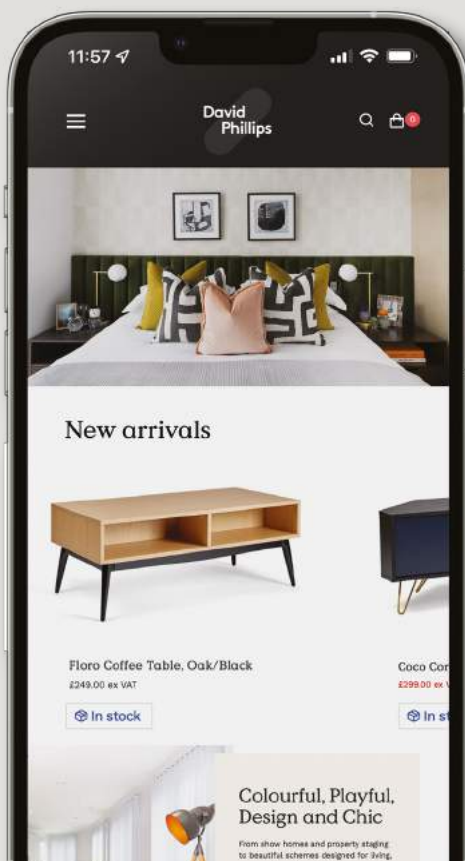 11:57
David
Phillips
0
New arrivals
Floro Coffee Table, Oak/Black
£249.00 ex VAT
In stock
Coco Cor
£299.00 ex V
In st
Colourful, Playful,
Design and Chic
From show homes and property staging
to beautiful schemes designed for living,